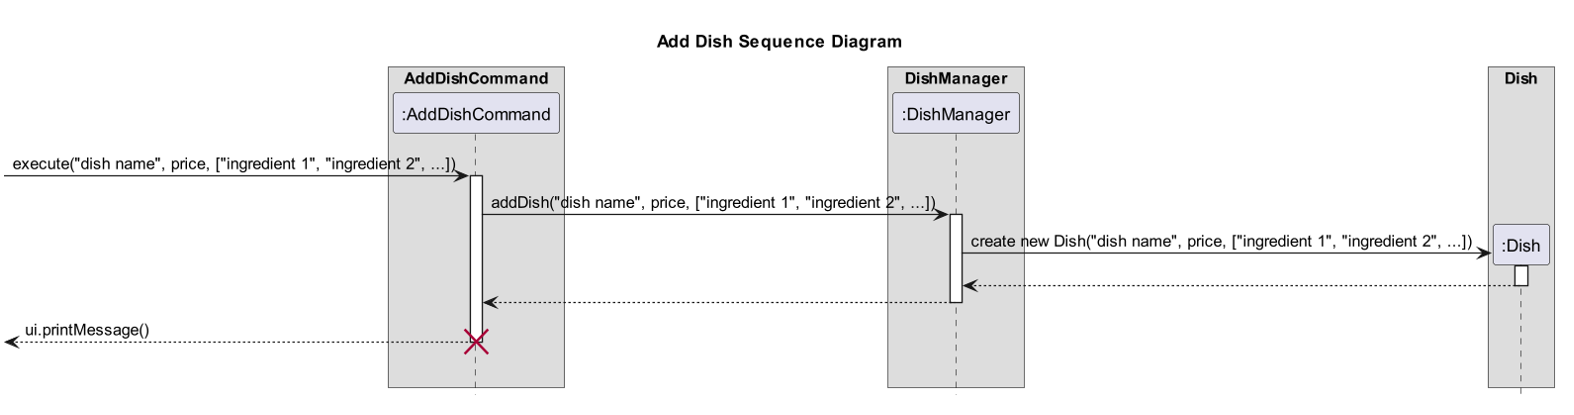 Add Dish Sequence Diagram
AddDishCommand
DishManager
Dish
:AddDishCommand
:DishManager
execute("dish name", price, ["ingredient 1", "ingredient 2", ...])
addDish("dish name", price, ["ingredient 1", "ingredient 2", ...])
create new Dish("dish name", price, ["ingredient 1", "ingredient 2", ...])
:Dish
ui.printMessage()